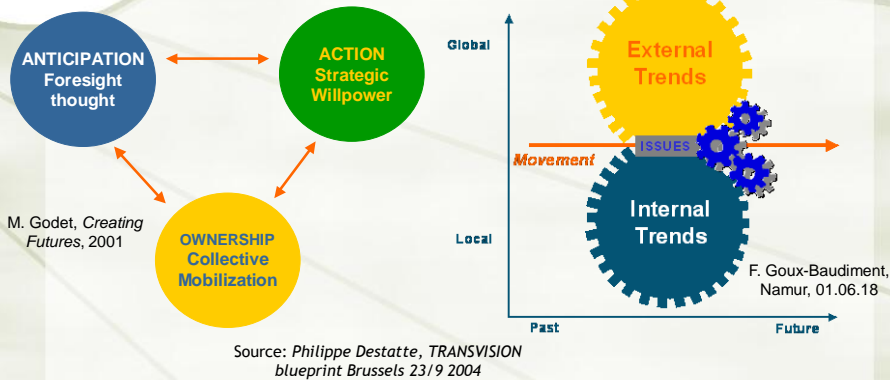 ANTICIPATION
Foresight
thought
ACTION
Strategic
Willpower
OWNERSHIP
Collective
Mobilization
M. Godet, Creating
Futures, 2001
Global
External
Trends
ISSUES
Movement
Internal
Trends
Local
F. Goux-Baudiment,
Namur, 01.06.18
Past
Future
Source: Philippe Destatte, TRANSVISION
blueprint Brussels 23/9 2004